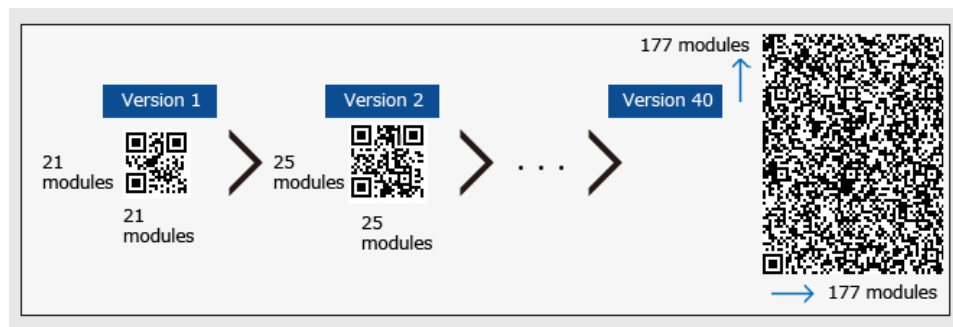 177 modules
Version 1
Version 2
Version 40
21
modules
25
modules
. . .
21
modules
25
modules
177 modules